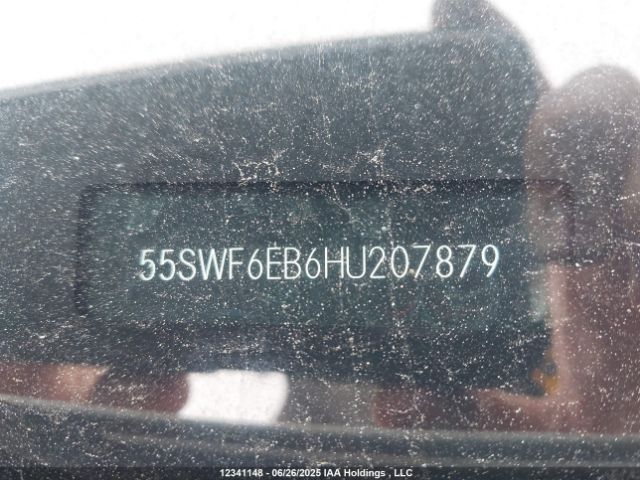 55SWF6EB6HU207879
12341148 - 06/26/2025 IAA Holdings , LLC